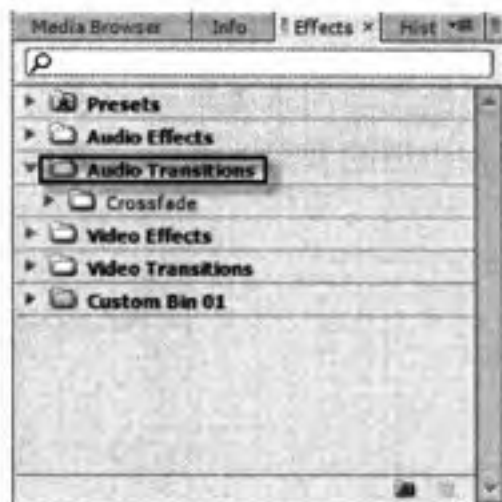 Media Browser Info Effects × Hist
Presets
Audio Effects
Audio Transitions
Crossfade
Video Effects
Video Transitions
Custom Bin 01